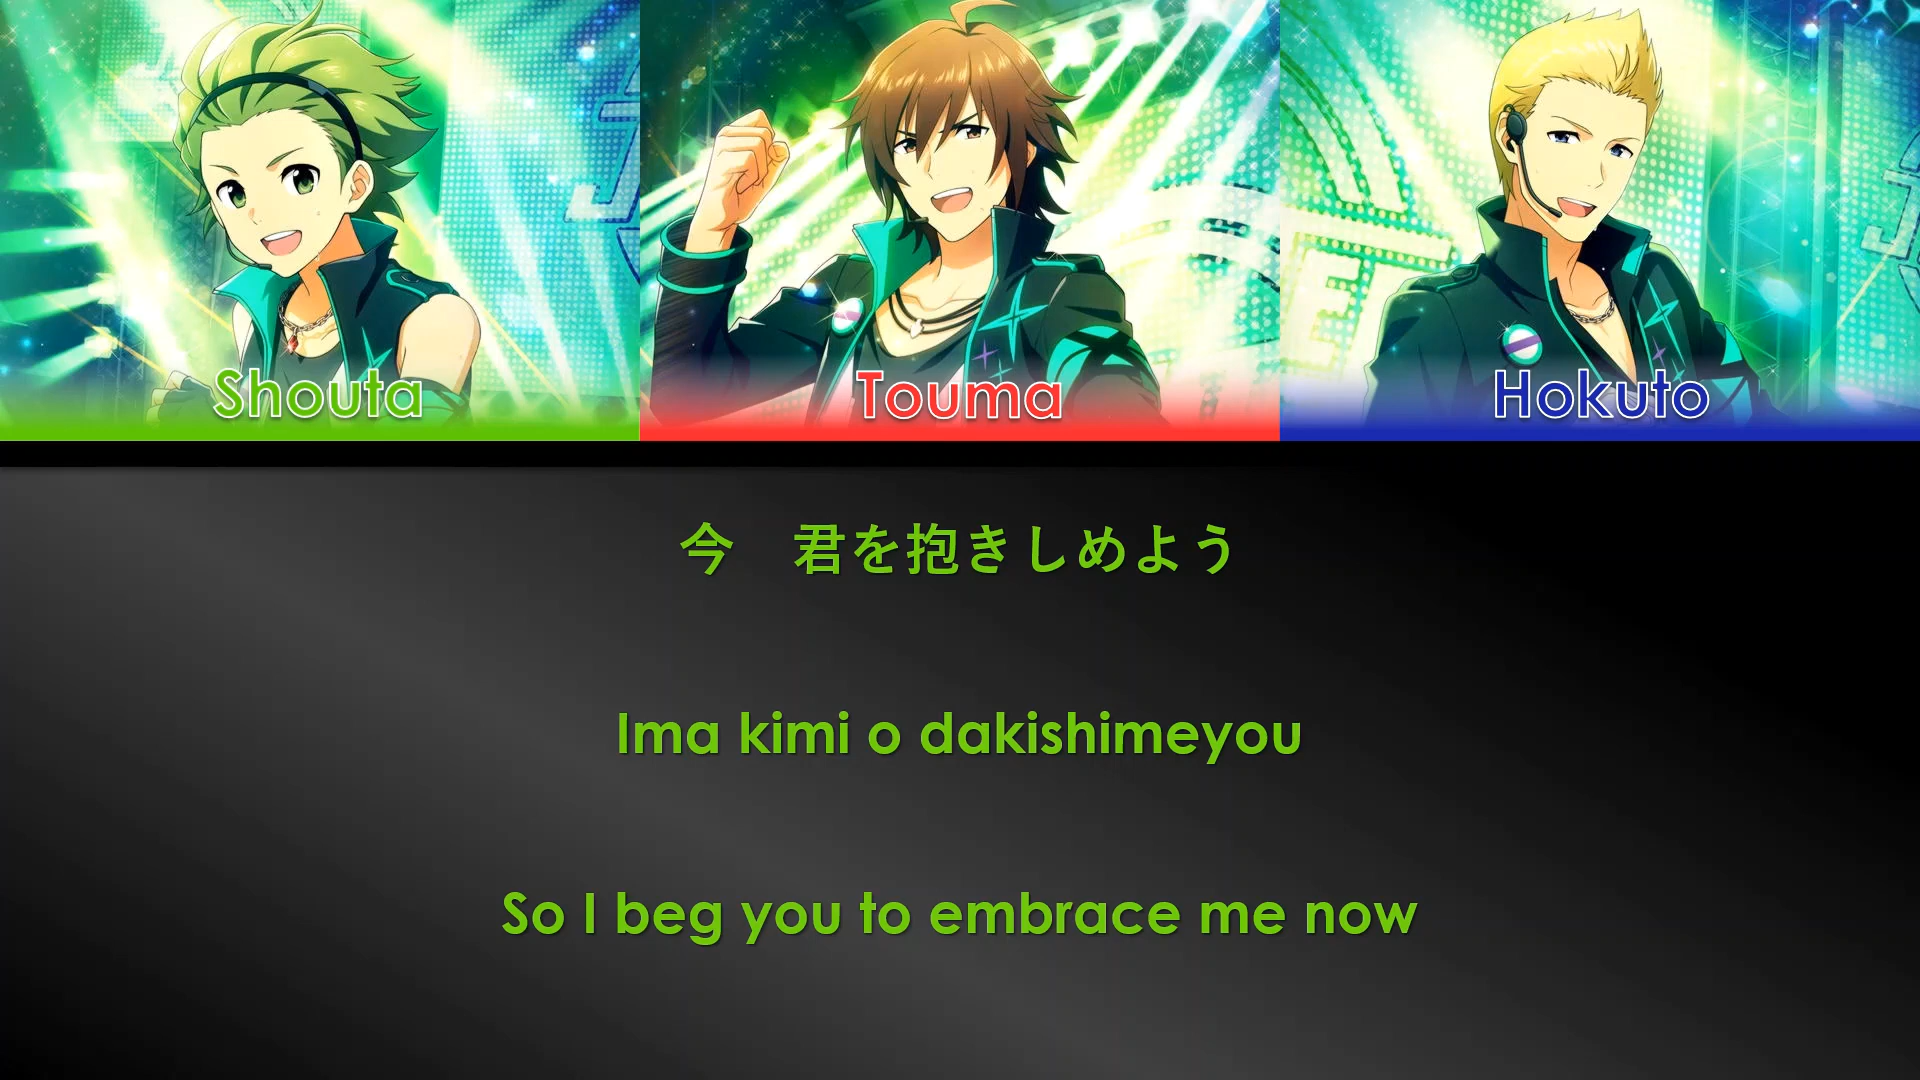 Shouta
Touma
Hokuto
今　君を抱きしめよう
Ima kimi o dakishimeyou
So I beg you to embrace me now